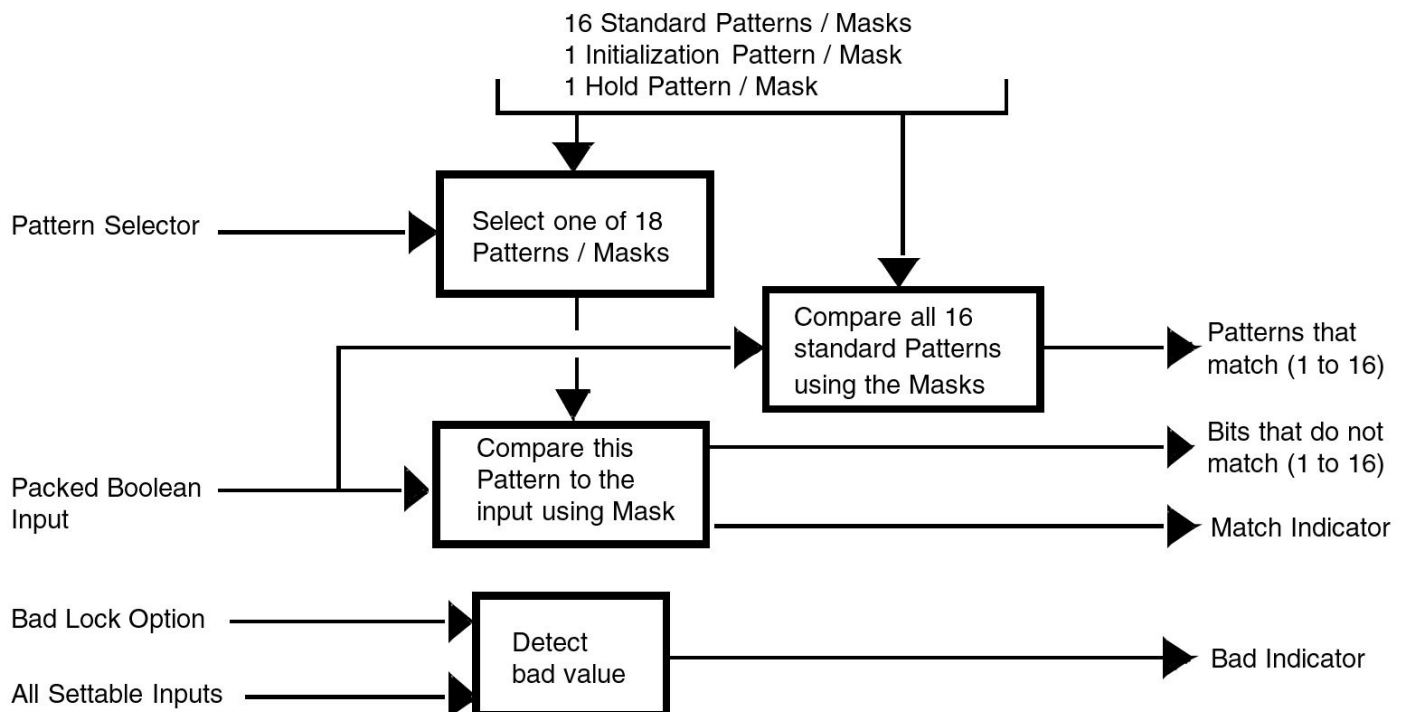 16 Standard Patterns / Masks
1 Initialization Pattern / Mask
1 Hold Pattern / Mask
Pattern Selector
Select one of 18
Patterns / Masks
Compare all 16
standard Patterns
using the Masks
Patterns that
match (1 to 16)
Compare this
Pattern to the
input using Mask
Bits that do not
match (1 to 16)
Packed Boolean
Input
Match Indicator
Bad Lock Option
Detect
bad value
Bad Indicator
All Settable Inputs